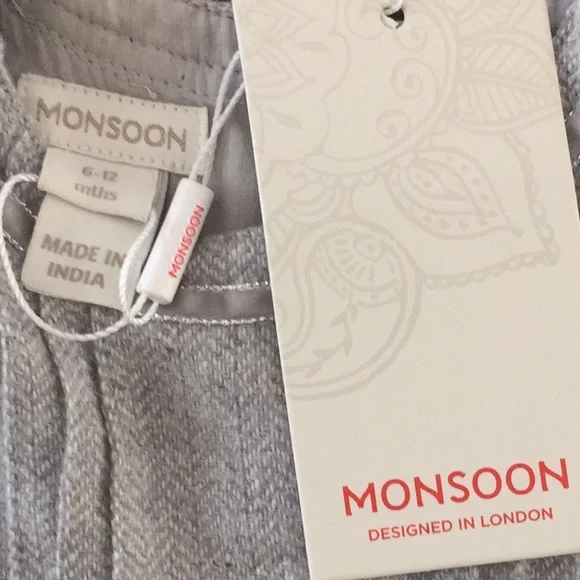 MONSOON
6-12
mths
MADE IN
INDIA
MONSOON
MONSOON
DESIGNED IN LONDON